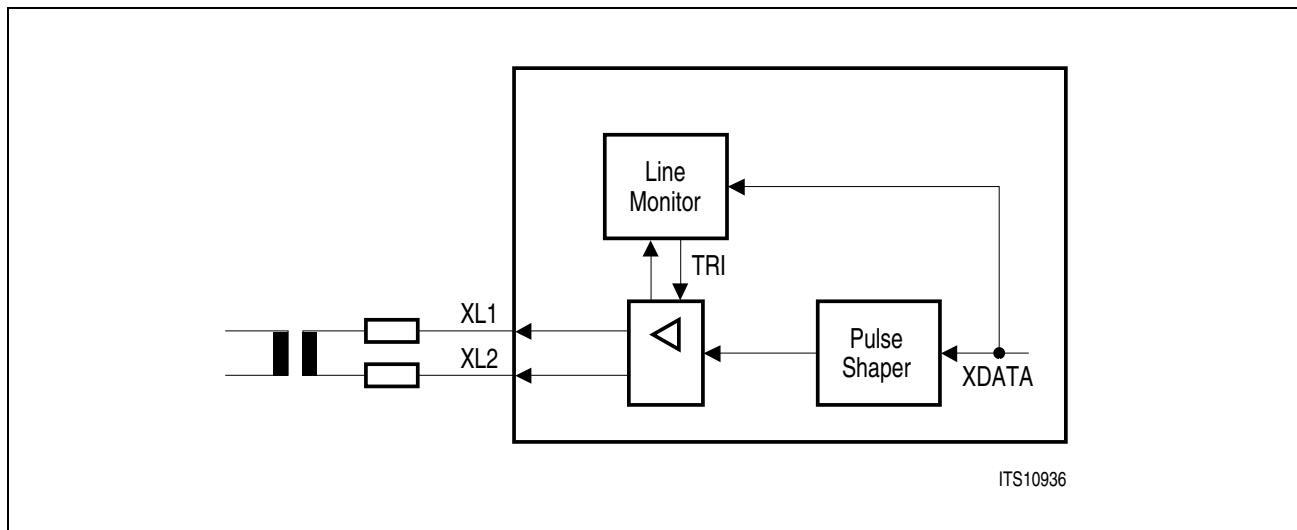 Line
Monitor
TRI
XL1
XL2
Pulse
Shaper
XDATA
ITS10936